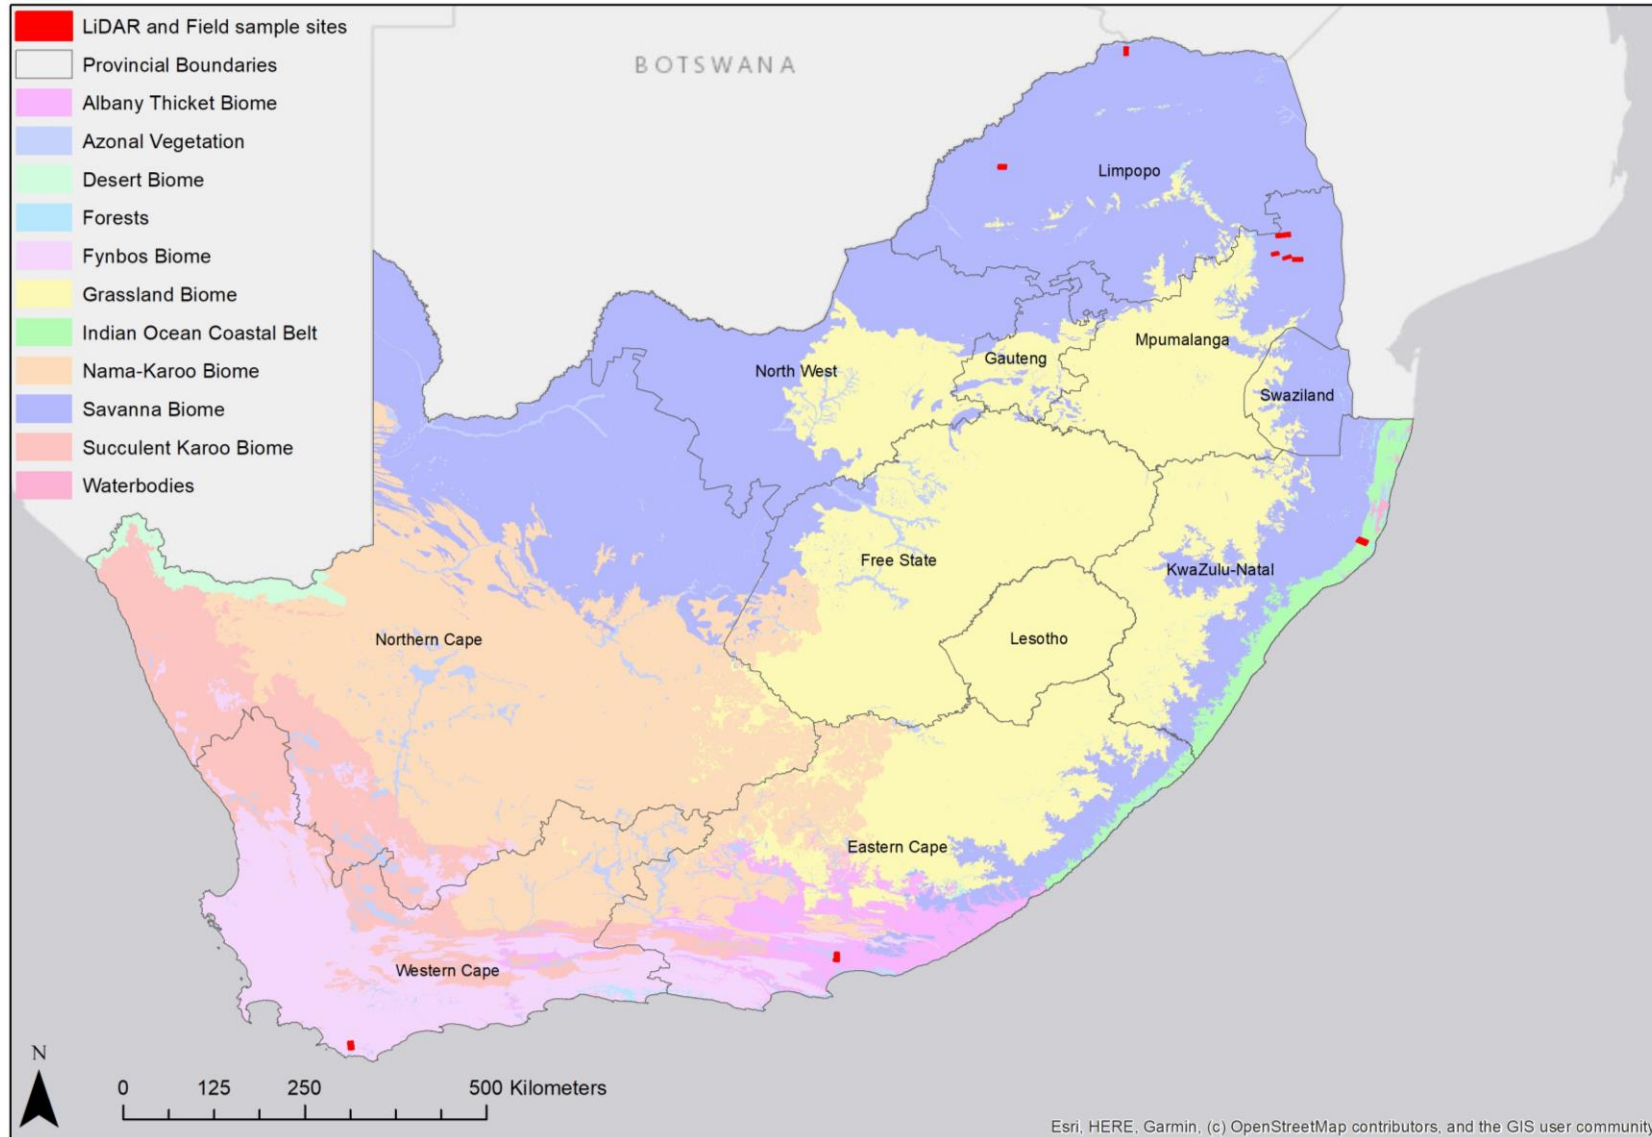 LiDAR and Field sample sites
Provincial Boundaries
Albany Thicket Biome
Azonal Vegetation
Desert Biome
Forests
Fynbos Biome
Grassland Biome
Indian Ocean Coastal Belt
Nama-Karoo Biome
Savanna Biome
Succulent Karoo Biome
Waterbodies
BOTSWANA
Limpopo
Mpumalanga
Gauteng
North West
Swaziland
Free State
KwaZulu-Natal
Lesotho
Northern Cape
Eastern Cape
Western Cape
N
0 125 250 500 Kilometers
Esri, HERE, Garmin, (c) OpenStreetMap contributors, and the GIS user community